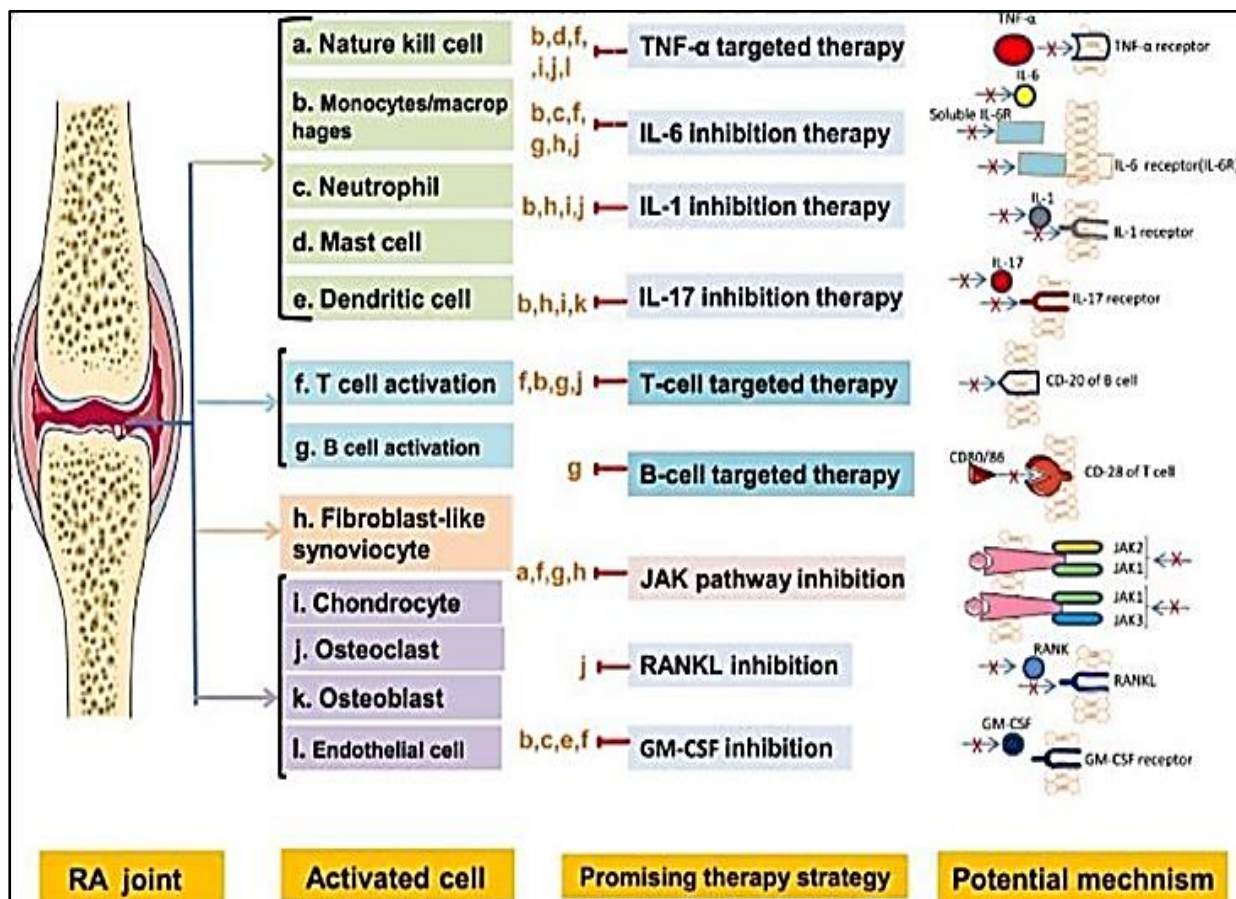 a. Nature kill cell
b. Monocytes/macrop
hages
c. Neutrophil
d. Mast cell
e. Dendritic cell
f. T cell activation
g. B cell activation
h. Fibroblast-like
synoviocyte
i. Chondrocyte
j. Osteoclast
k. Osteoblast
l. Endothelial cell
b,d,f,
,i,j,l
TNF-α targeted therapy
b,c,f,
g,h,j
IL-6 inhibition therapy
b,h,i,j
IL-1 inhibition therapy
b,h,i,k
IL-17 inhibition therapy
f,b,g,j
T-cell targeted therapy
g
B-cell targeted therapy
a,f,g,h
JAK pathway inhibition
j
RANKL inhibition
b,c,e,f
GM-CSF inhibition
TNF-α
TNF-α receptor
IL-6
Soluble IL-6R
IL-6 receptor(IL-6R)
IL-1
IL-1 receptor
IL-17
IL-17 receptor
CD-20 of B cell
CD80/86
CD-28 of T cell
JAK2
JAK1
JAK1
JAK3
RANK
RANKL
GM-CSF
GM-CSF receptor
RA joint
Activated cell
Promising therapy strategy
Potential mechnism